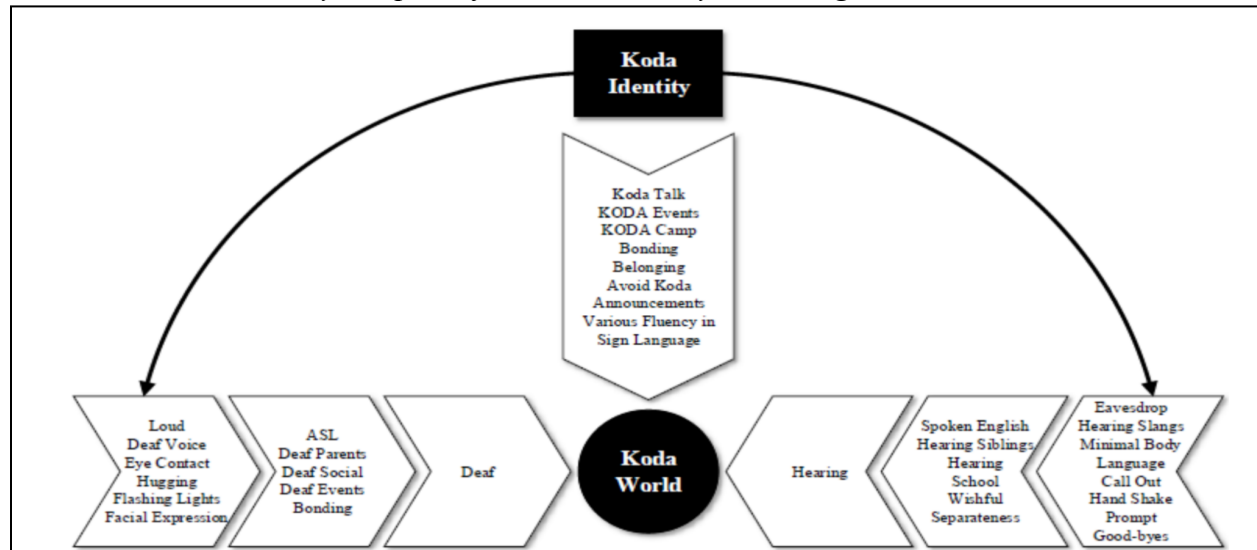 Koda
Identity
Koda Talk
KODA Events
KODA Camp
Bonding
Belonging
Avoid Koda
Announcements
Various Fluency in
Sign Language
Loud
Deaf Voice
Eye Contact
Hugging
Flashing Lights
Facial Expression
ASL
Deaf Parents
Deaf Social
Deaf Events
Bonding
Deaf
Koda
World
Hearing
Spoken English
Hearing Siblings
Hearing
School
Wishful
Separateness
Eavesdrop
Hearing Slangs
Minimal Body
Language
Call Out
Hand Shake
Prompt
Good-byes